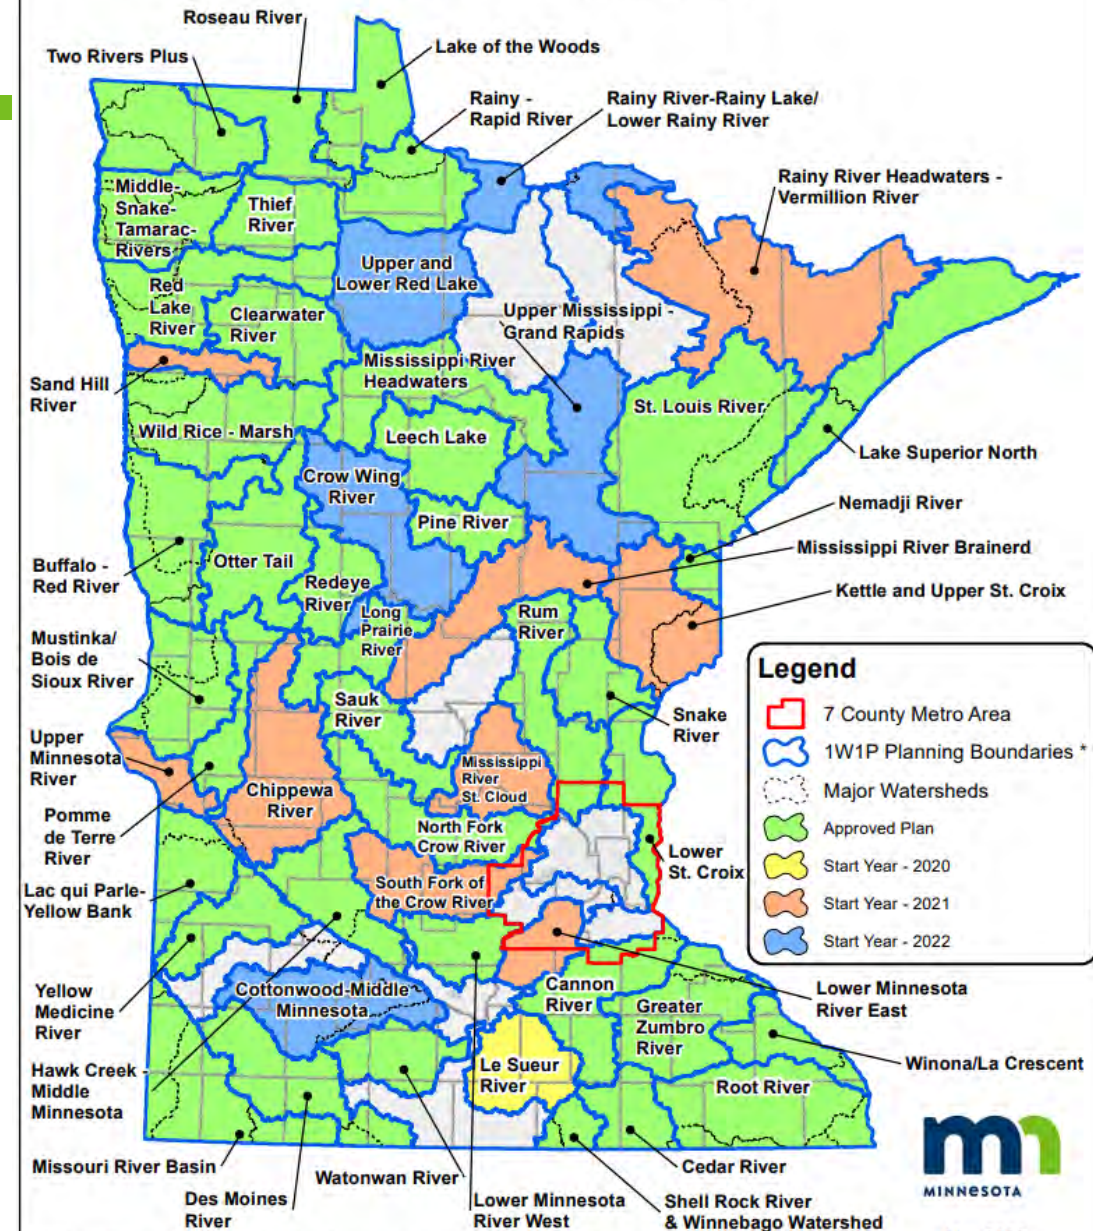 Roseau River
Two Rivers Plus
Lake of the Woods
Rainy -
Rapid River
Rainy River-Rainy Lake/
Lower Rainy River
Rainy River Headwaters -
Vermillion River
Middle-
Snake-
Tamarac-
Rivers
Thief
River
Upper and
Lower Red Lake
Red
Lake
River
Clearwater
River
Upper Mississippi -
Grand Rapids
Mississippi River
Headwaters
Sand Hill
River
St. Louis River
Wild Rice - Marsh
Leech Lake
Lake Superior North
Crow Wing
River
Nemadji River
Pine River
Mississippi River Brainerd
Buffalo -
Red River
Otter Tail
Redeye
River
Kettle and Upper St. Croix
Long
Prairie
River
Rum
River
Mustinka/
Bois de
Sioux River
Sauk
River
Snake
River
Upper
Minnesota
River
Chippewa
River
Mississippi
River
St. Cloud
Pomme
de Terre
River
North Fork
Crow River
Lower
St. Croix
Lac qui Parle-
Yellow Bank
South Fork of
the Crow River
Yellow
Medicine
River
Cottonwood-Middle
Minnesota
Cannon
River
Greater
Zumbro
River
Lower Minnesota
River East
Winona/La Crescent
Hawk Creek -
Middle
Minnesota
Le Sueur
River
Root River
Missouri River Basin
Des Moines
River
Watonwan River
Lower Minnesota
River West
Shell Rock River
& Winnebago Watershed
Cedar River
Legend
7 County Metro Area
1W1P Planning Boundaries *
Major Watersheds
Approved Plan
Start Year - 2020
Start Year - 2021
Start Year - 2022
mn
MINNESOTA